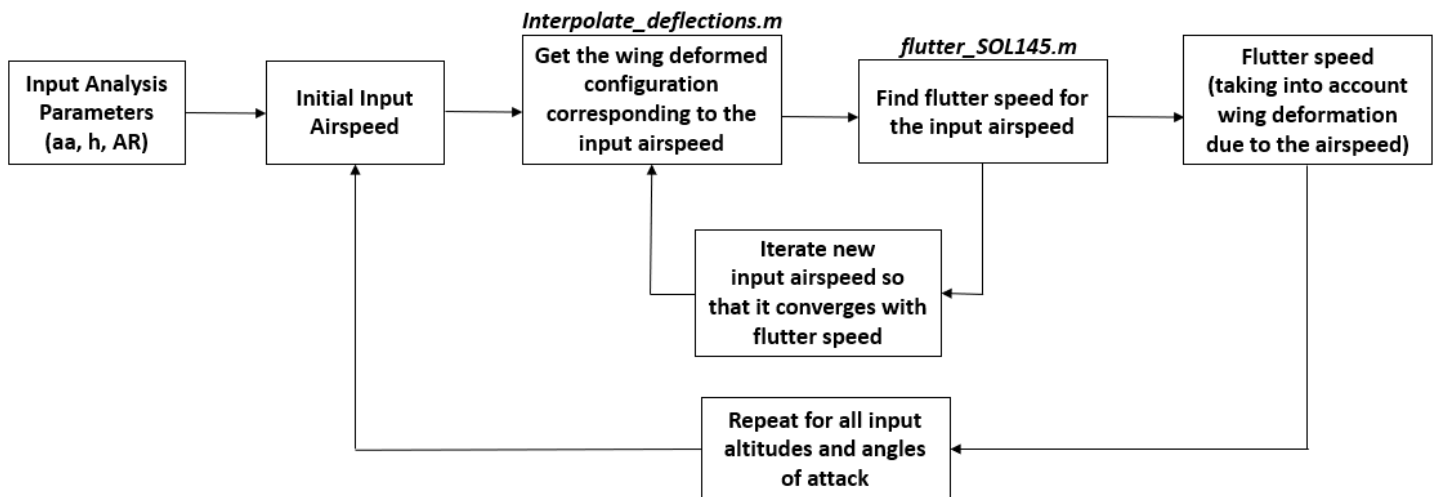 Input Analysis
Parameters
(aa, h, AR)
Initial Input
Airspeed
Interpolate_deflections.m
Get the wing deformed
configuration
corresponding to the
input airspeed
flutter_SOL145.m
Find flutter speed for
the input airspeed
Flutter speed
(taking into account
wing deformation
due to the airspeed)
Iterate new
input airspeed so
that it converges with
flutter speed
Repeat for all input
altitudes and angles
of attack